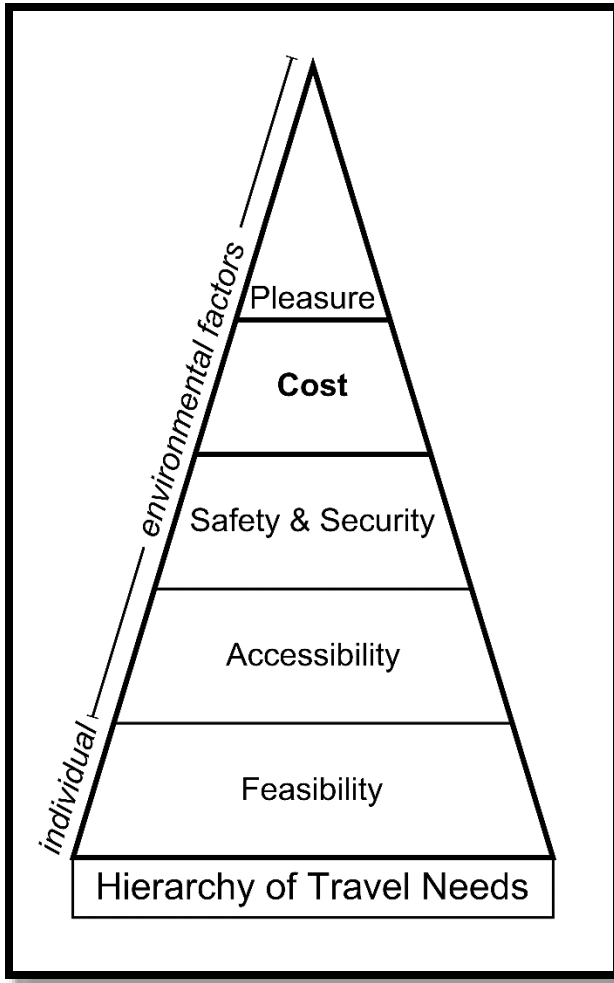 Pleasure
Cost
Safety & Security
Accessibility
Feasibility
environmental factors
individual
Hierarchy of Travel Needs